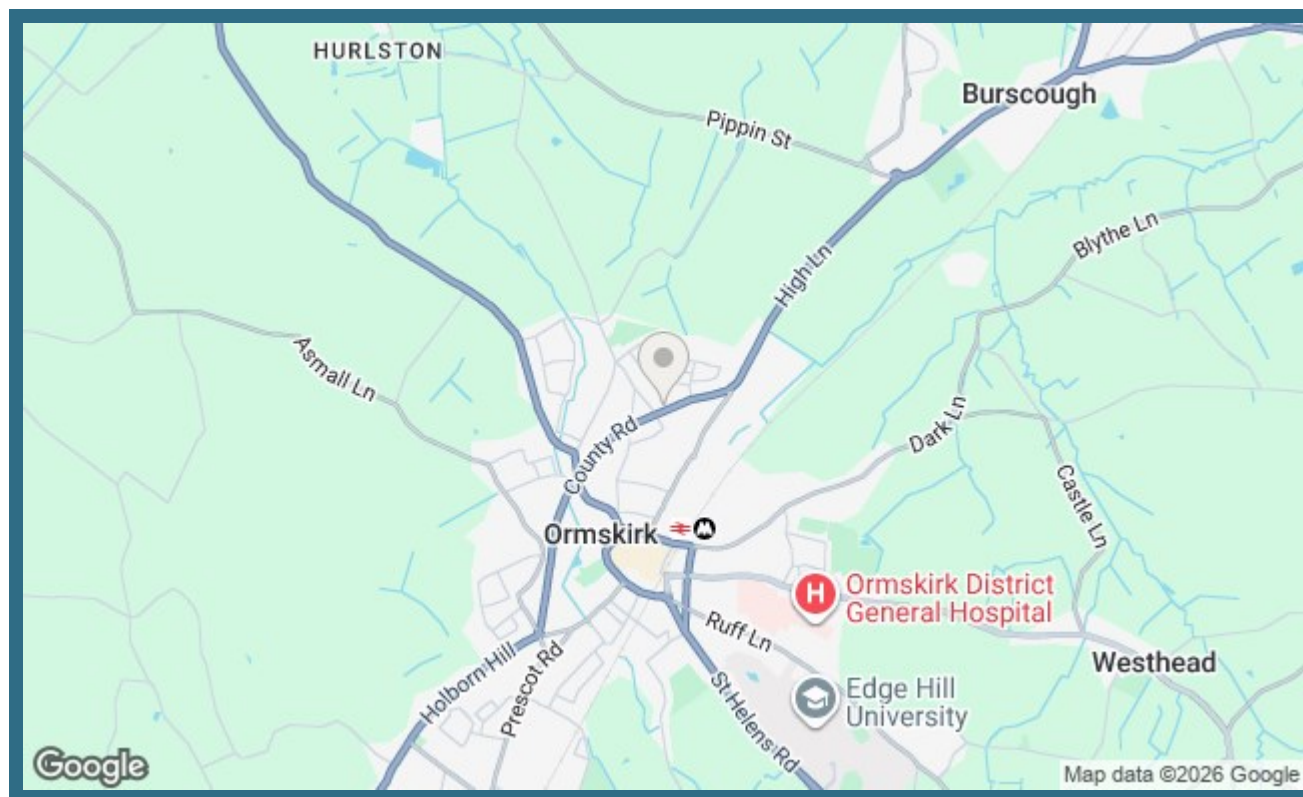 HURLSTON
Burscough
Pippin St
Blythe Ln
High Ln
Asmall Ln
Dark Ln
County Rd
Castle Ln
Ormskirk
Ormskirk District
General Hospital
Ruff Ln
Westhead
Holborn Hill
Prescot Rd
St Helens Rd
Edge Hill
University
Google
Map data ©2026 Google